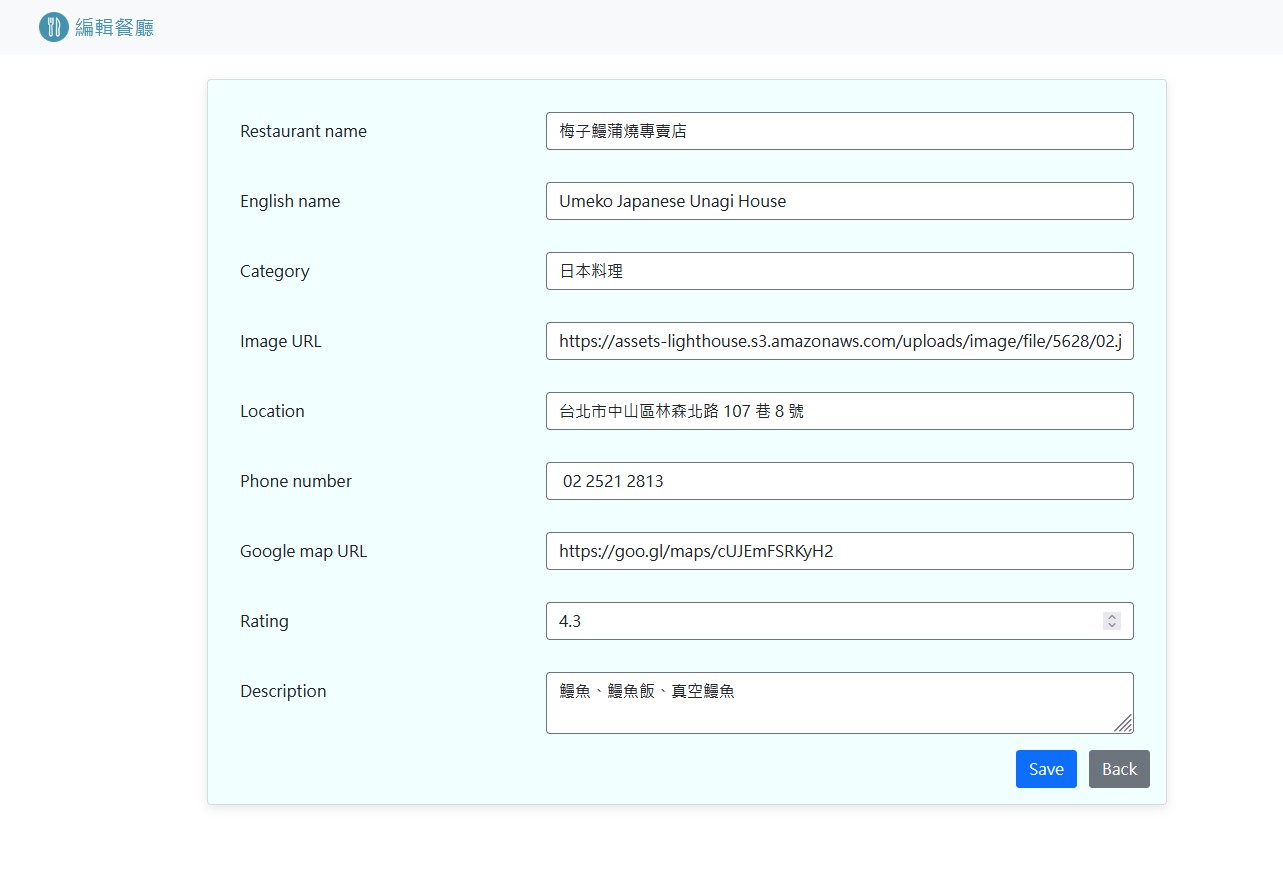 編輯餐廳
Restaurant name 梅子鰻蒲燒專賣店
English name Umeko Japanese Unagi House
Category 日本料理
Image URL https://assets-lighthouse.s3.amazonaws.com/uploads/image/file/5628/02.j
Location 台北市中山區林森北路 107 巷 8 號
Phone number 02 2521 2813
Google map URL https://goo.gl/maps/cUJEmFSRKyH2
Rating 4.3
Description 鰻魚、鰻魚飯、真空鰻魚
Save Back